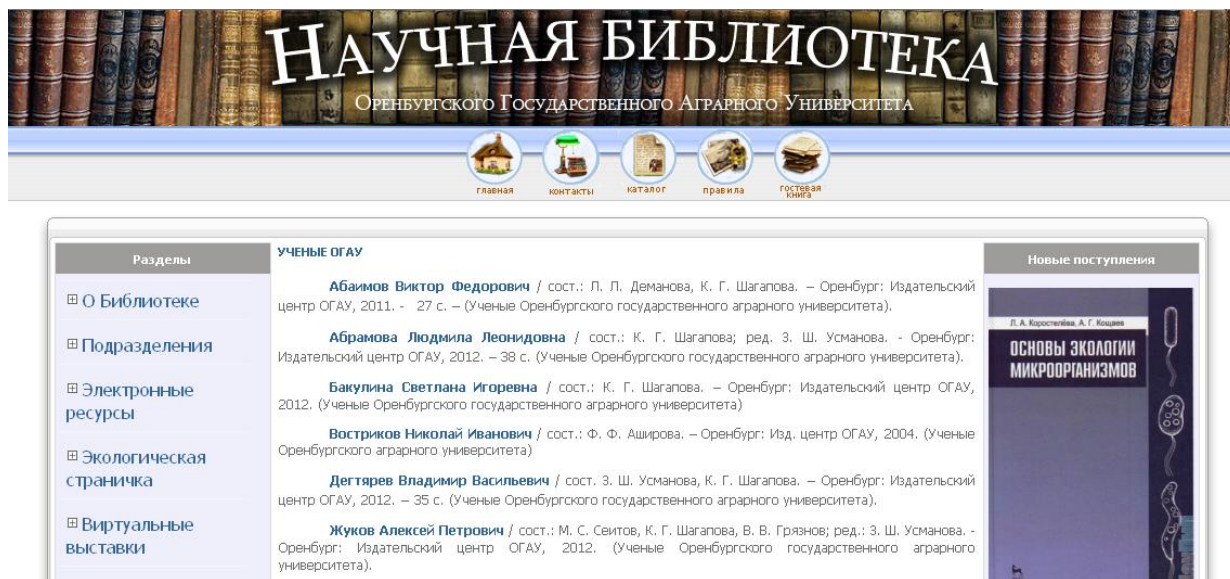 НАУЧНАЯ БИБЛИОТЕКА
ОРЕНБУРГСКОГО ГОСУДАРСТВЕННОГО АГРАРНОГО УНИВЕРСИТЕТА
главная
контакты
каталог
правила
гостевая
книга
Разделы
О Библиотеке
Подразделения
Электронные
ресурсы
Экологическая
страничка
Виртуальные
выставки
УЧЕНЫЕ ОГАУ
Абаимов Виктор Федорович / сост.: Л. Л. Деманова, К. Г. Шагапова. – Оренбург: Издательский
центр ОГАУ, 2011. - 27 с. – (Ученые Оренбургского государственного аграрного университета).
Абрамова Людмила Леонидовна / сост.: К. Г. Шагапова; ред. З. Ш. Усманова. - Оренбург:
Издательский центр ОГАУ, 2012. – 38 с. (Ученые Оренбургского государственного аграрного университета).
Бакулина Светлана Игоревна / сост.: К. Г. Шагапова. – Оренбург: Издательский центр ОГАУ,
2012. (Ученые Оренбургского государственного аграрного университета)
Востриков Николай Иванович / сост.: Ф. Ф. Аширова. – Оренбург: Изд. центр ОГАУ, 2004. (Ученые
Оренбургского аграрного университета)
Дегтярев Владимир Васильевич / сост. З. Ш. Усманова, К. Г. Шагапова. – Оренбург: Издательский
центр ОГАУ, 2012. – 35 с. (Ученые Оренбургского государственного аграрного университета).
Жуков Алексей Петрович / сост.: М. С. Сеитов, К. Г. Шагапова, В. В. Грязнов; ред.: З. Ш. Усманова. -
Оренбург: Издательский центр ОГАУ, 2012. (Ученые Оренбургского государственного аграрного
университета).
Новые поступления
Л. А. Коростелёва, А. Г. Кощаев
ОСНОВЫ ЭКОЛОГИИ
МИКРООРГАНИЗМОВ